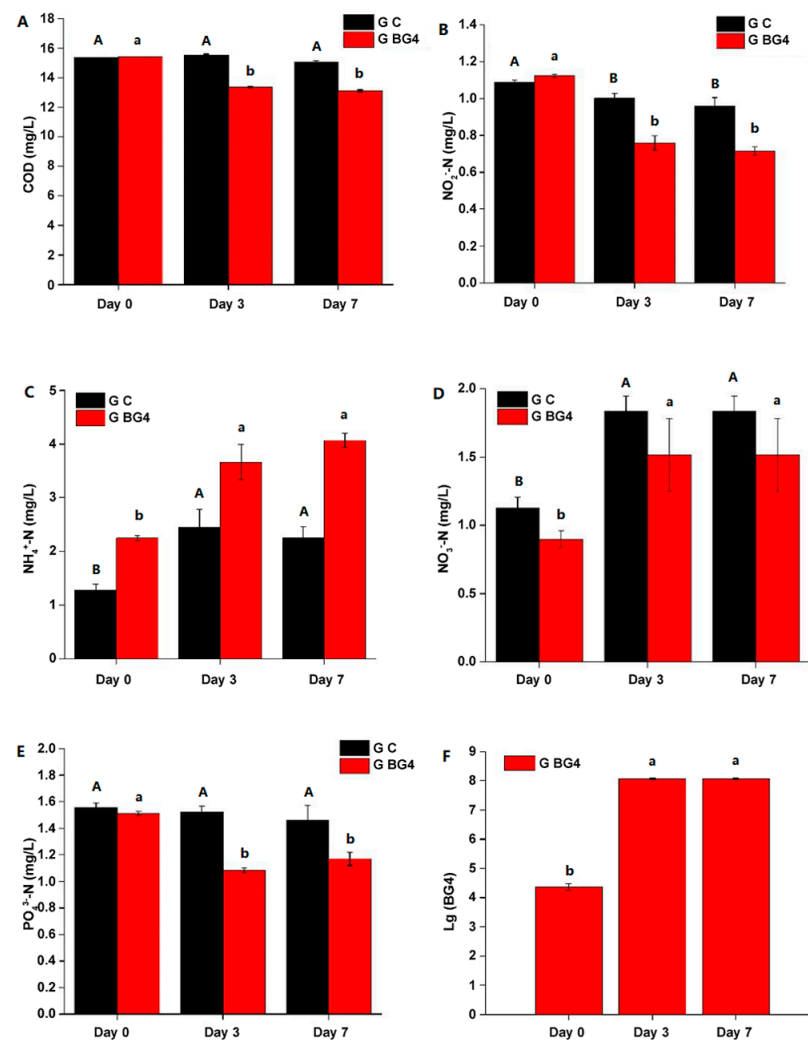 A
G C
G BG4
18
16
14
12
10
8
6
4
2
0
COD (mg/L)
A
a
A
b
A
b
Day 0
Day 3
Day 7
B
G C
G BG4
1.4
1.2
1.0
0.8
0.6
0.4
0.2
0.0
NO₂⁻-N (mg/L)
A
a
B
b
B
b
Day 0
Day 3
Day 7
C
G C
G BG4
5
4
3
2
1
0
NH₄⁺-N (mg/L)
B
b
A
a
A
a
Day 0
Day 3
Day 7
D
G C
G BG4
2.0
1.5
1.0
0.5
0.0
NO₃⁻-N (mg/L)
B
b
A
a
A
a
Day 0
Day 3
Day 7
E
G C
G BG4
2.0
1.8
1.6
1.4
1.2
1.0
0.8
0.6
0.4
0.2
0.0
PO₄³⁻-N (mg/L)
A
a
A
b
A
b
Day 0
Day 3
Day 7
F
G BG4
9
8
7
6
5
4
3
2
1
0
Lg (BG4)
b
a
a
Day 0
Day 3
Day 7